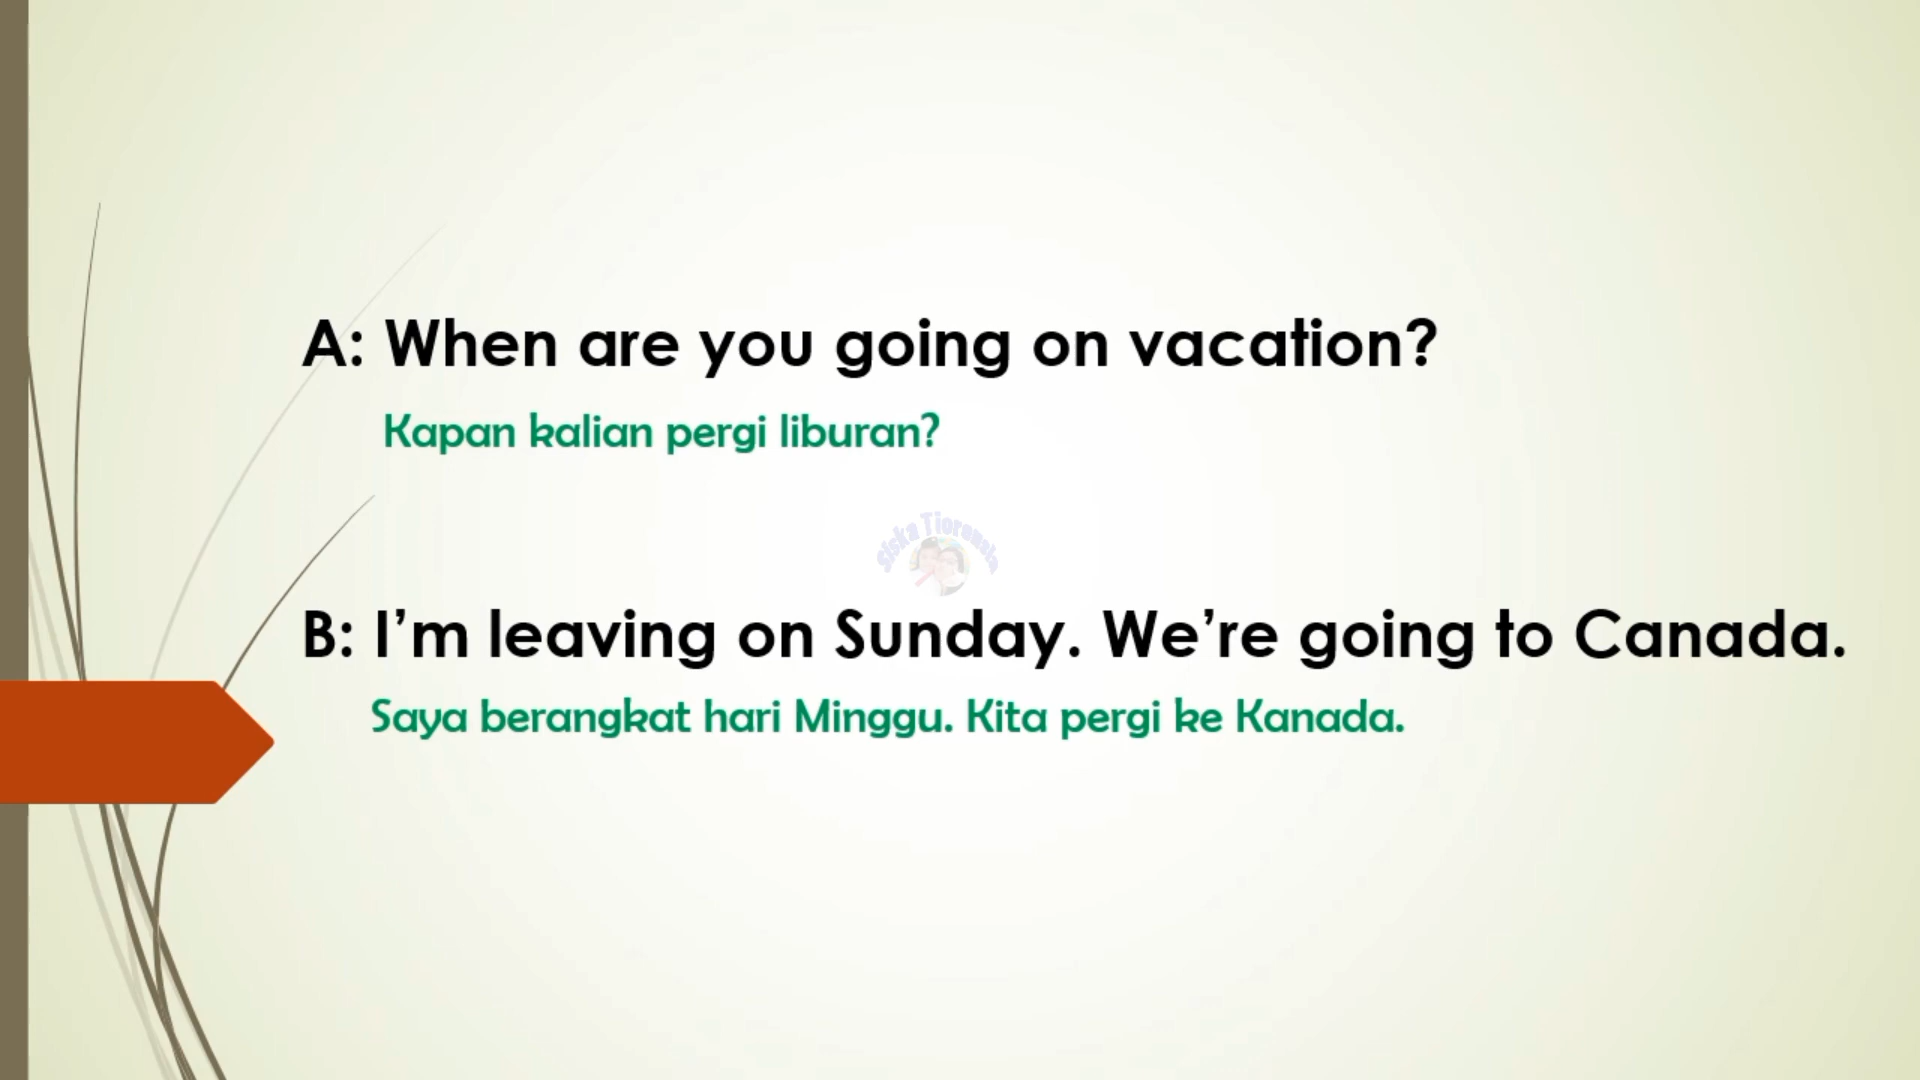 A: When are you going on vacation?
Kapan kalian pergi liburan?
Siska
B: I’m leaving on Sunday. We’re going to Canada.
Saya berangkat hari Minggu. Kita pergi ke Kanada.